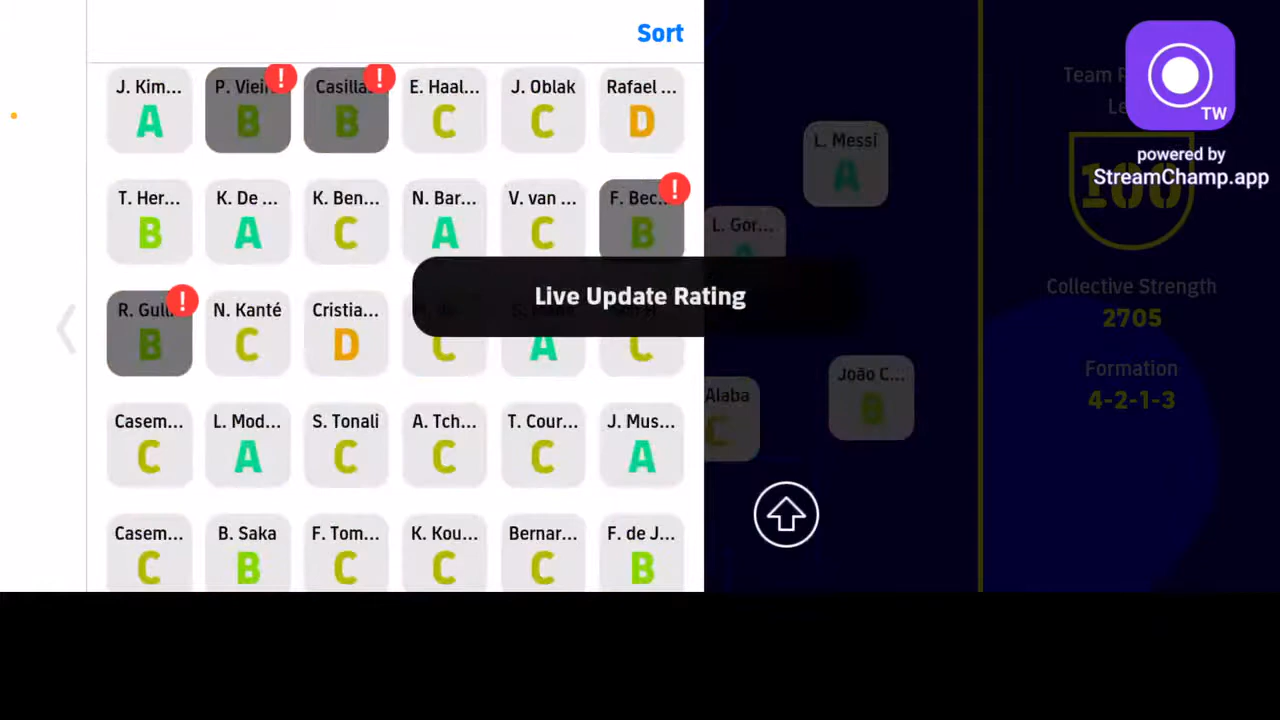 Sort
J. Kim... P. Viei... Casilla... E. Haal... J. Oblak Rafael ...
A B B C C D
T. Her... K. De ... K. Ben... N. Bar... V. van ... F. Bec...
B A C A C B
R. Gul... N. Kanté Cristia...
B C D C A C
Live Update Rating
Casem... L. Mod... S. Tonali A. Tch... T. Cour... J. Mus...
C A C C C A
Casem... B. Saka F. Tom... K. Kou... Bernar... F. de J...
C B C C C B
L. Messi
A
L. Gor...
Alaba
C
João C...
Team
100
Collective Strength
2705
Formation
4-2-1-3
TW
powered by
StreamChamp.app